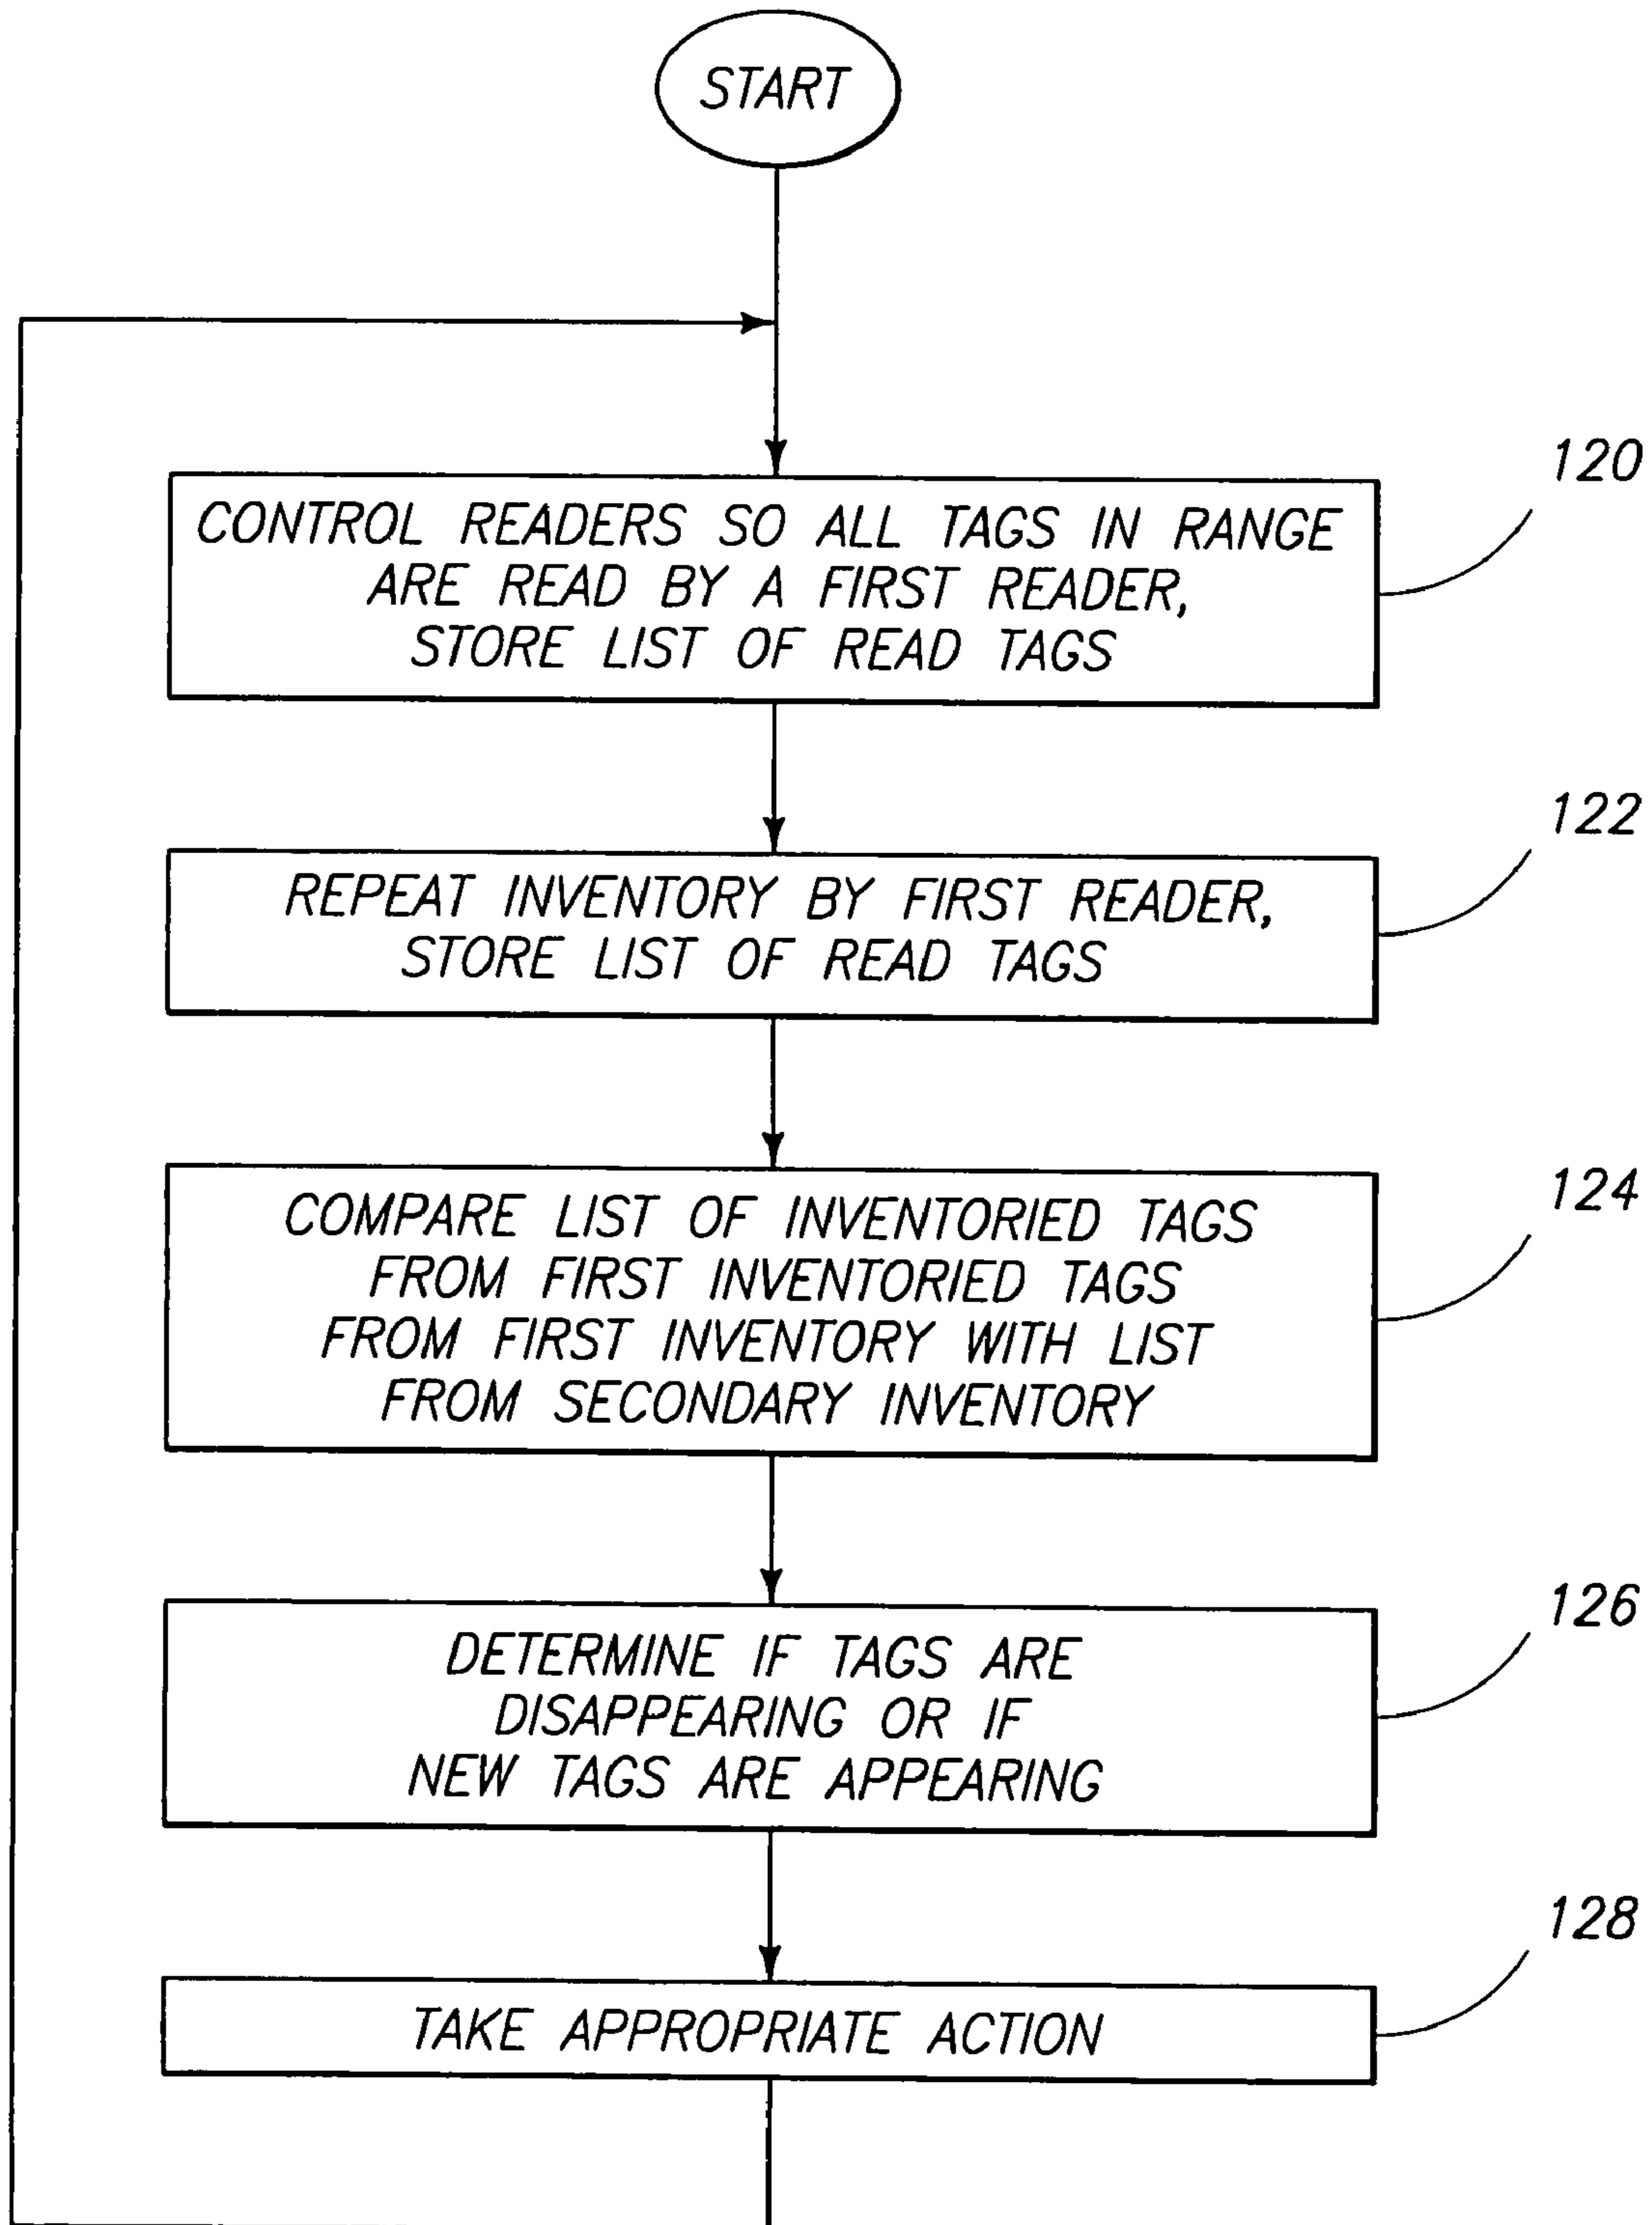 START
120
CONTROL READERS SO ALL TAGS IN RANGE
ARE READ BY A FIRST READER,
STORE LIST OF READ TAGS
122
REPEAT INVENTORY BY FIRST READER,
STORE LIST OF READ TAGS
124
COMPARE LIST OF INVENTORIED TAGS
FROM FIRST INVENTORIED TAGS
FROM FIRST INVENTORY WITH LIST
FROM SECONDARY INVENTORY
126
DETERMINE IF TAGS ARE
DISAPPEARING OR IF
NEW TAGS ARE APPEARING
128
TAKE APPROPRIATE ACTION